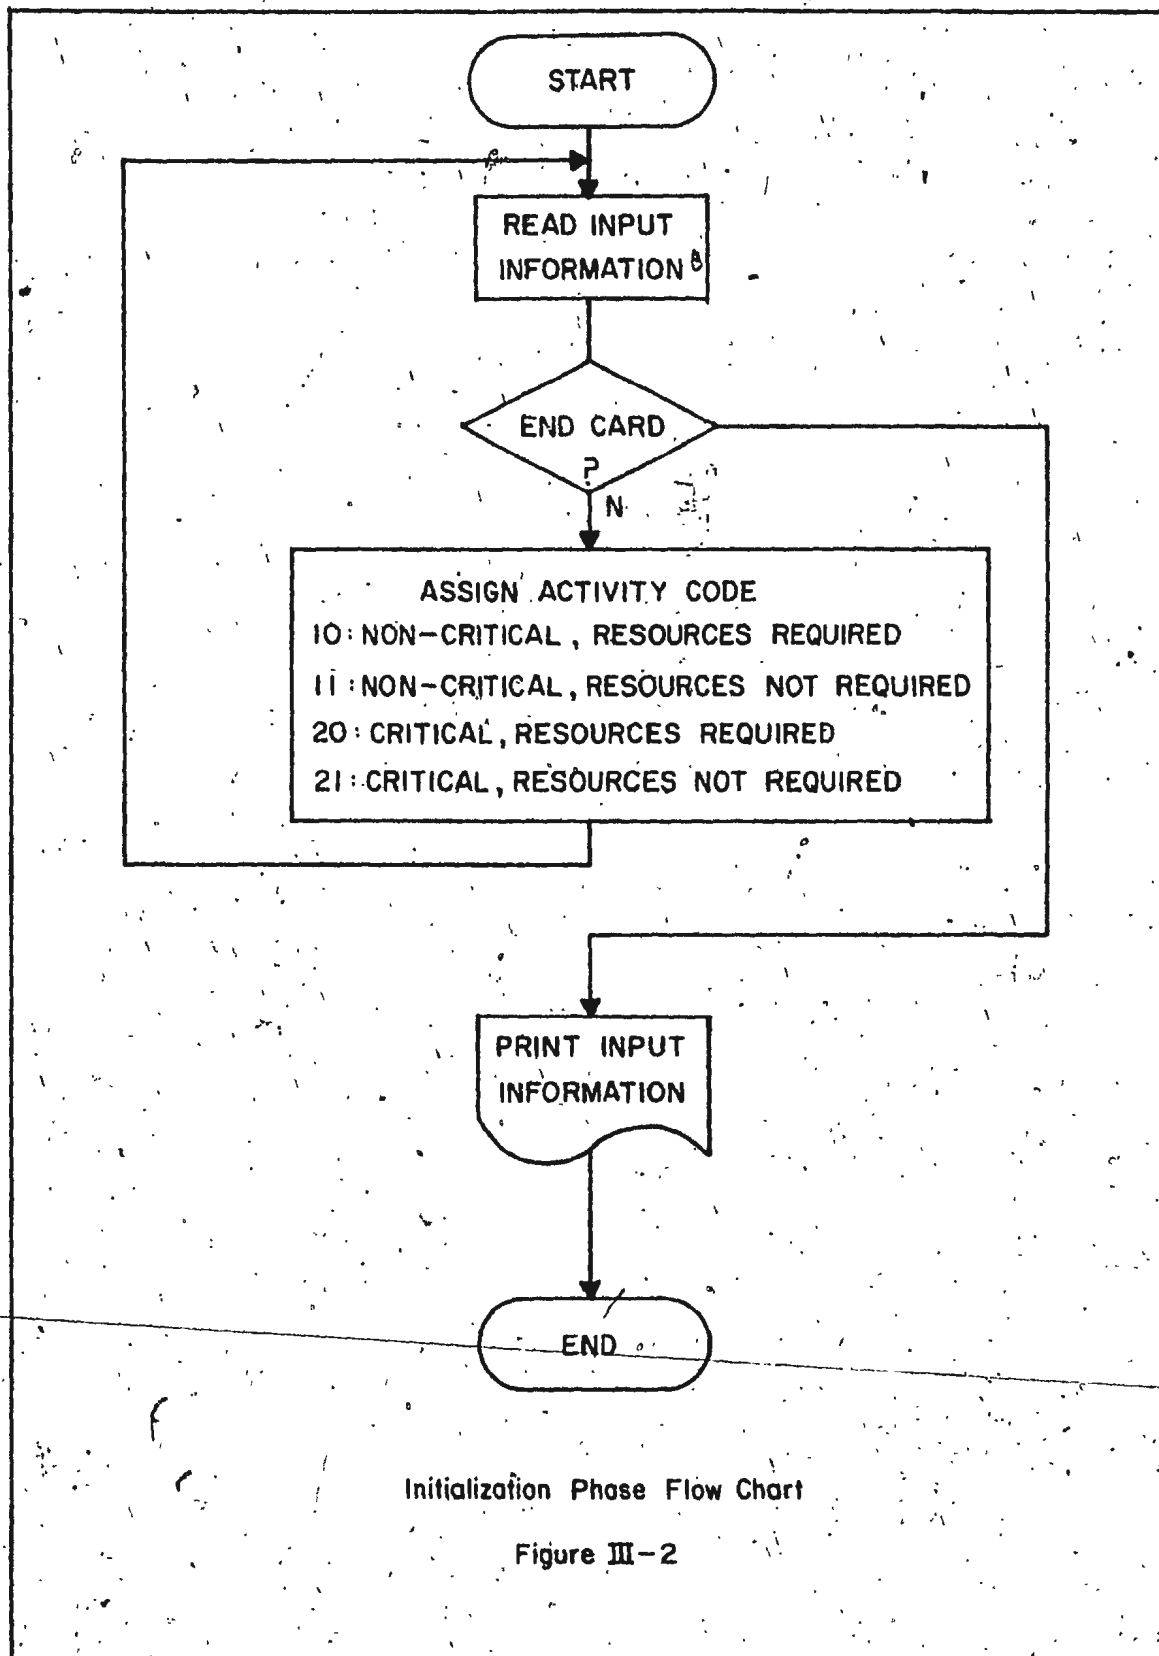 START
READ INPUT
INFORMATION
END CARD
?
N
ASSIGN ACTIVITY CODE
10: NON-CRITICAL, RESOURCES REQUIRED
11: NON-CRITICAL, RESOURCES NOT REQUIRED
20: CRITICAL, RESOURCES REQUIRED
21: CRITICAL, RESOURCES NOT REQUIRED
PRINT INPUT
INFORMATION
END
Initialization Phase Flow Chart
Figure III-2